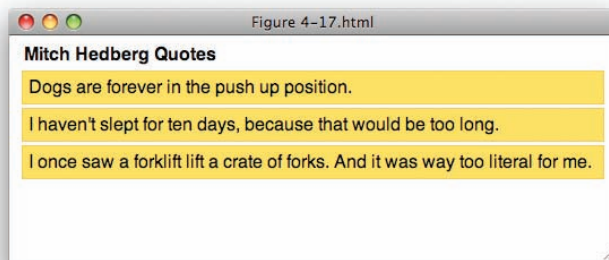 Figure 4-17.html
Mitch Hedberg Quotes
Dogs are forever in the push up position.
I haven't slept for ten days, because that would be too long.
I once saw a forklift lift a crate of forks. And it was way too literal for me.